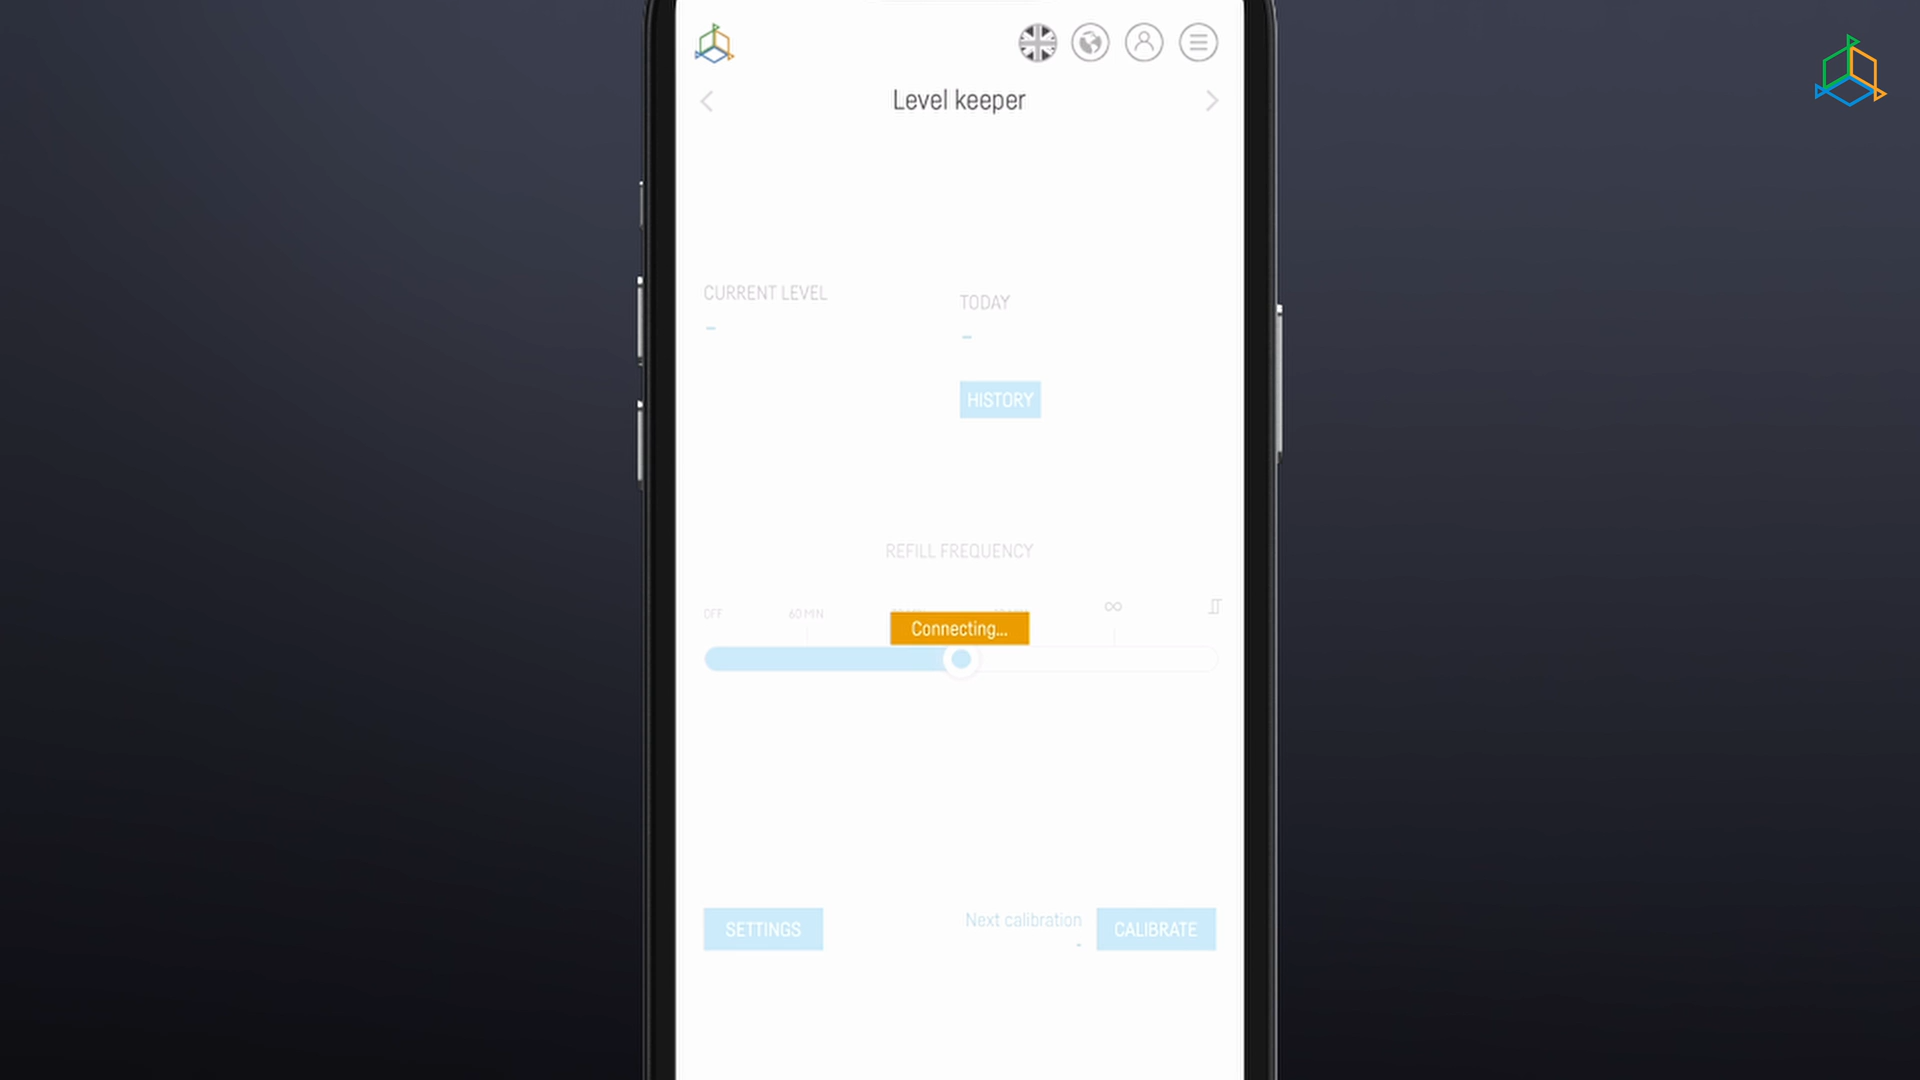 Level keeper
CURRENT LEVEL
TODAY
-
-
HISTORY
REFILL FREQUENCY
OFF
60 MIN
∞
Connecting...
SETTINGS
Next calibration
-
CALIBRATE